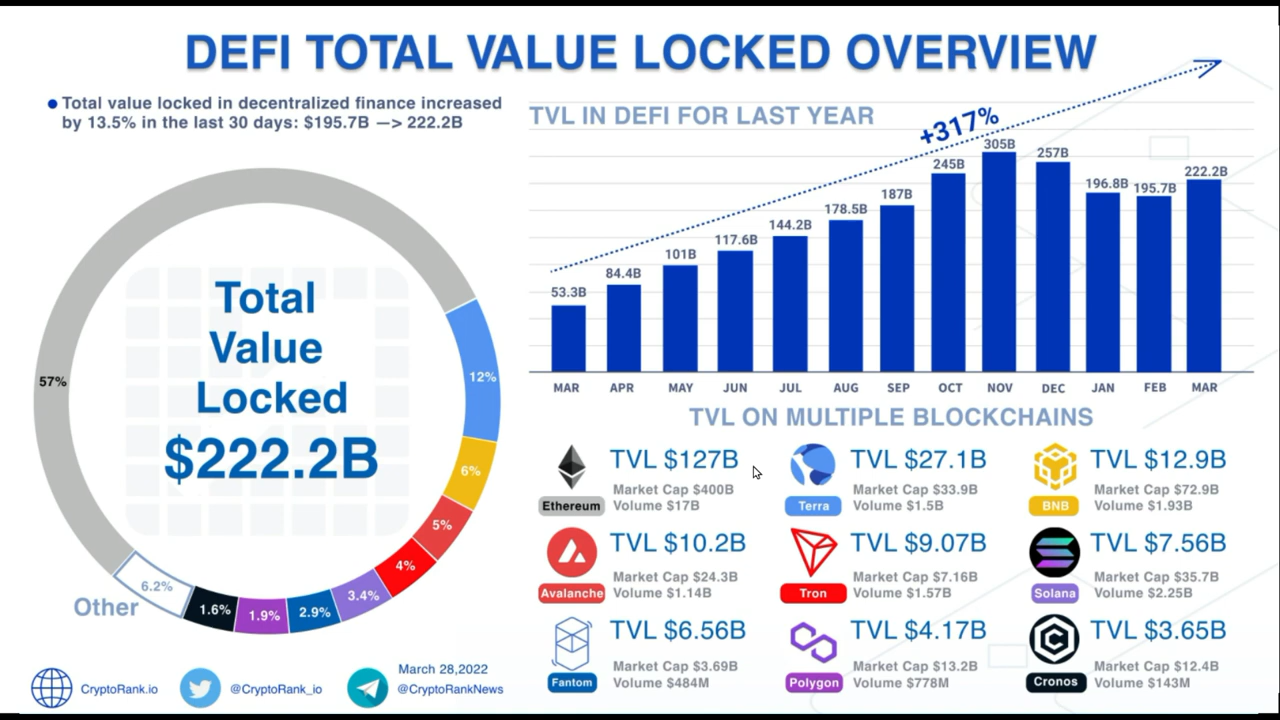 DEFI TOTAL VALUE LOCKED OVERVIEW
● Total value locked in decentralized finance increased
by 13.5% in the last 30 days: $195.7B —> 222.2B
57%
12%
6%
5%
4%
3.4%
2.9%
1.9%
1.6%
6.2%
Other
Total
Value
Locked
$222.2B
TVL IN DEFI FOR LAST YEAR
+317%
53.3B
84.4B
101B
117.6B
144.2B
178.5B
187B
245B
305B
257B
196.8B
195.7B
222.2B
MAR APR MAY JUN JUL AUG SEP OCT NOV DEC JAN FEB MAR
TVL ON MULTIPLE BLOCKCHAINS
TVL $127B
Market Cap $400B
Ethereum Volume $17B
TVL $27.1B
Market Cap $33.9B
Terra Volume $1.5B
TVL $12.9B
Market Cap $72.9B
BNB Volume $1.93B
TVL $10.2B
Market Cap $24.3B
Avalanche Volume $1.14B
TVL $9.07B
Market Cap $7.16B
Tron Volume $1.57B
TVL $7.56B
Market Cap $35.7B
Solana Volume $2.25B
TVL $6.56B
Market Cap $3.69B
Fantom Volume $484M
TVL $4.17B
Market Cap $13.2B
Polygon Volume $778M
TVL $3.65B
Market Cap $12.4B
Cronos Volume $143M
March 28,2022
CryptoRank.io @CryptoRank_io @CryptoRankNews